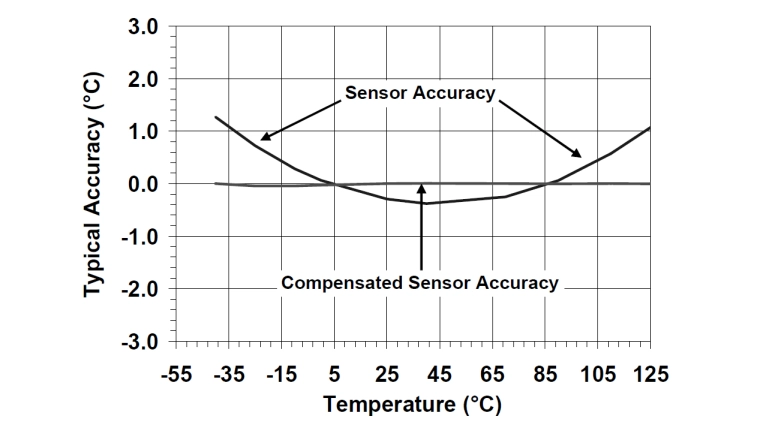 3.0
2.0
Sensor Accuracy
1.0
0.0
-1.0
Compensated Sensor Accuracy
-2.0
-3.0
Typical Accuracy (°C)
-55 -35 -15 5 25 45 65 85 105 125
Temperature (°C)